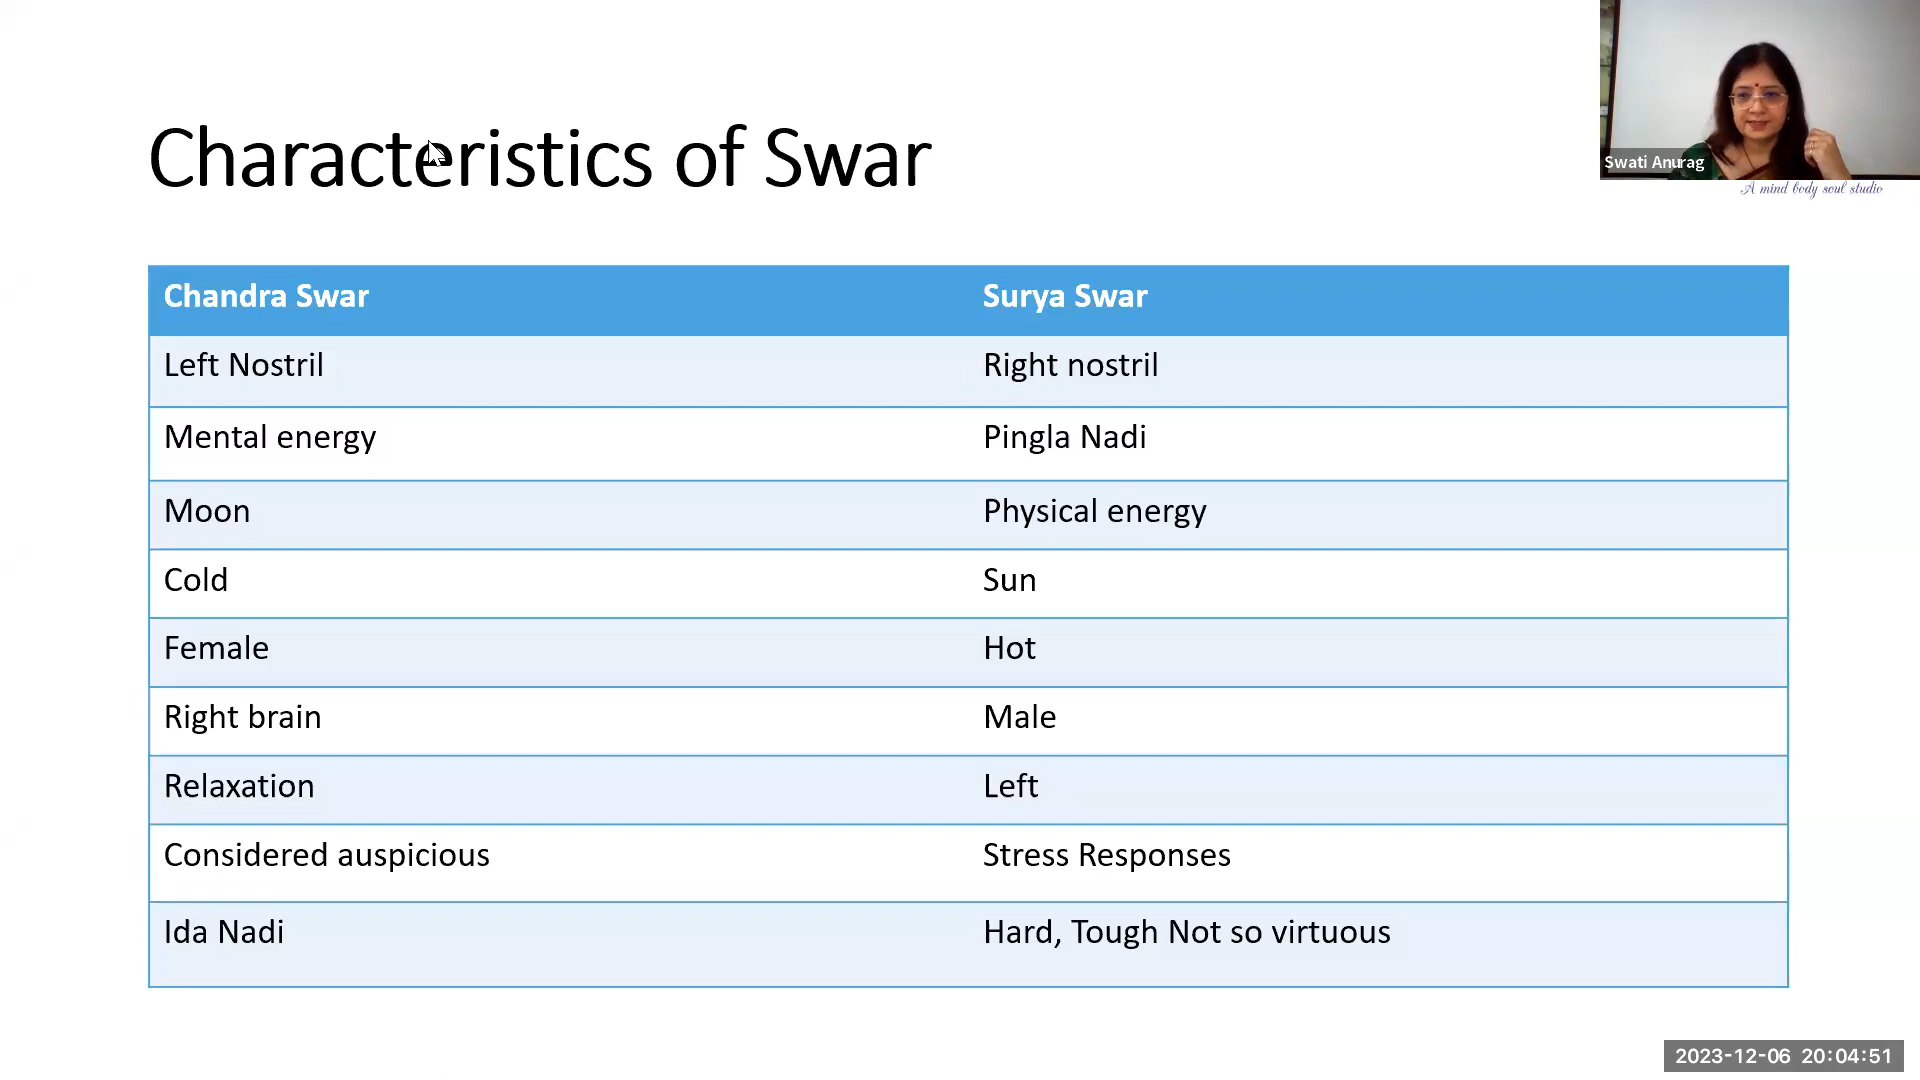 Characteristics of Swar
Swati Anurag
A mind body soul studio
Chandra Swar Surya Swar
Left Nostril Right nostril
Mental energy Pingla Nadi
Moon Physical energy
Cold Sun
Female Hot
Right brain Male
Relaxation Left
Considered auspicious Stress Responses
Ida Nadi Hard, Tough Not so virtuous
2023-12-06 20:04:51